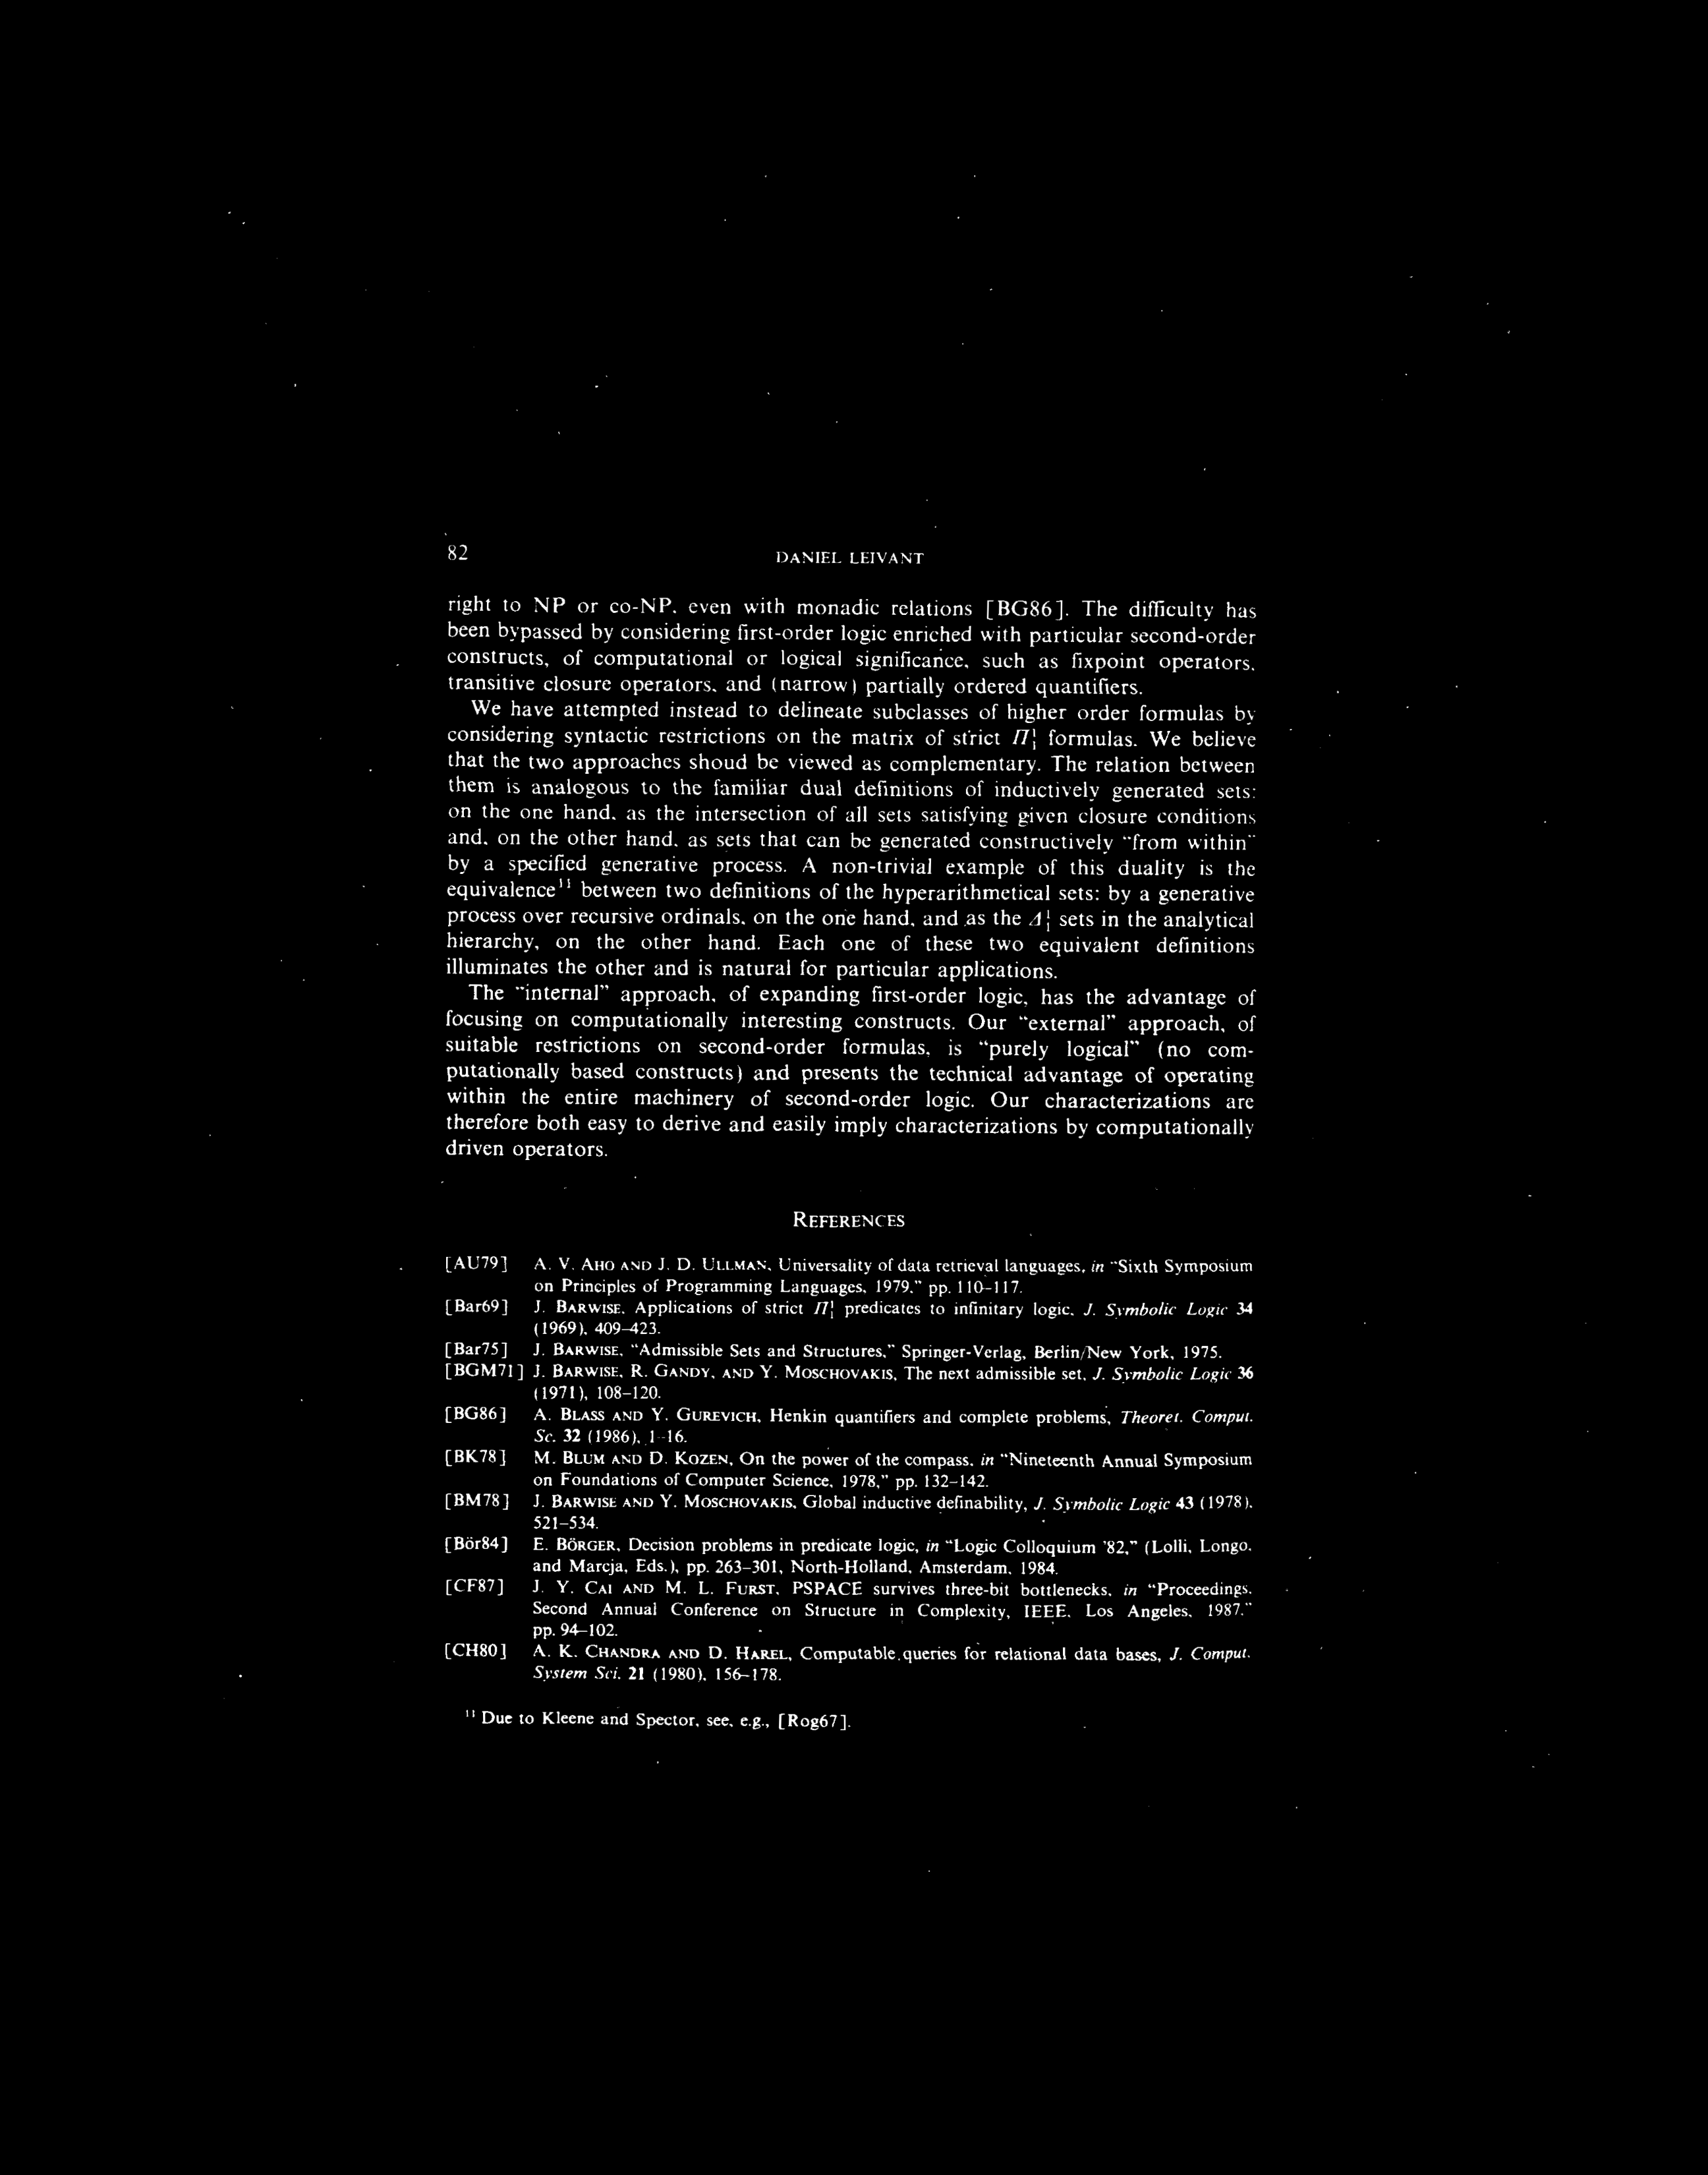 82
DANIEL LEIVANT
right to NP or co-NP, even with monadic relations [BG86]. The difficulty has
been bypassed by considering first-order logic enriched with particular second-order
constructs, of computational or logical significance, such as fixpoint operators,
transitive closure operators, and (narrow) partially ordered quantifiers.
We have attempted instead to delineate subclasses of higher order formulas by
considering syntactic restrictions on the matrix of strict Π¹₁ formulas. We believe
that the two approaches shoud be viewed as complementary. The relation between
them is analogous to the familiar dual definitions of inductively generated sets:
on the one hand, as the intersection of all sets satisfying given closure conditions
and, on the other hand, as sets that can be generated constructively "from within"
by a specified generative process. A non-trivial example of this duality is the
equivalence¹¹ between two definitions of the hyperarithmetical sets: by a generative
process over recursive ordinals, on the one hand, and as the Δ¹₁ sets in the analytical
hierarchy, on the other hand. Each one of these two equivalent definitions
illuminates the other and is natural for particular applications.
The "internal" approach, of expanding first-order logic, has the advantage of
focusing on computationally interesting constructs. Our "external" approach, of
suitable restrictions on second-order formulas, is "purely logical" (no com-
putationally based constructs) and presents the technical advantage of operating
within the entire machinery of second-order logic. Our characterizations are
therefore both easy to derive and easily imply characterizations by computationally
driven operators.
REFERENCES
[AU79] A. V. AHO AND J. D. ULLMAN, Universality of data retrieval languages, in "Sixth Symposium
on Principles of Programming Languages, 1979," pp. 110–117.
[Bar69] J. BARWISE, Applications of strict Π¹₁ predicates to infinitary logic, J. Symbolic Logic 34
(1969), 409–423.
[Bar75] J. BARWISE, "Admissible Sets and Structures," Springer-Verlag, Berlin/New York, 1975.
[BGM71] J. BARWISE, R. GANDY, AND Y. MOSCHOVAKIS, The next admissible set, J. Symbolic Logic 36
(1971), 108–120.
[BG86] A. BLASS AND Y. GUREVICH, Henkin quantifiers and complete problems, Theoret. Comput.
Sc. 32 (1986), 1–16.
[BK78] M. BLUM AND D. KOZEN, On the power of the compass, in "Nineteenth Annual Symposium
on Foundations of Computer Science, 1978," pp. 132–142.
[BM78] J. BARWISE AND Y. MOSCHOVAKIS, Global inductive definability, J. Symbolic Logic 43 (1978),
521–534.
[Bör84] E. BÖRGER, Decision problems in predicate logic, in "Logic Colloquium '82," (Lolli, Longo,
and Marcja, Eds.), pp. 263–301, North-Holland, Amsterdam, 1984.
[CF87] J. Y. CAI AND M. L. FURST, PSPACE survives three-bit bottlenecks, in "Proceedings,
Second Annual Conference on Structure in Complexity, IEEE, Los Angeles, 1987,"
pp. 94–102.
[CH80] A. K. CHANDRA AND D. HAREL, Computable queries for relational data bases, J. Comput.
System Sci. 21 (1980), 156–178.
¹¹ Due to Kleene and Spector, see, e.g., [Rog67].